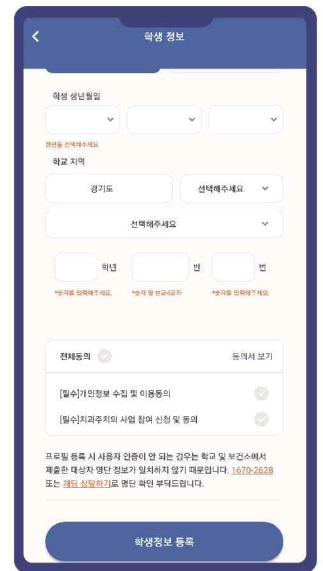 학생 정보
학생 생년월일
생년월 선택해주세요
학교 지역
경기도 선택해주세요
선택해주세요
학년 반 번
*숫자를 입력해주세요. *숫자 및 한글4글자 *숫자를 입력해주세요.
전체동의 동의서 보기
[필수]개인정보 수집 및 이용동의
[필수]치과주치의 사업 참여 신청 및 동의
프로필 등록 시 사용자 인증이 안 되는 경우는 학교 및 보건소에서
제출한 대상자 명단 정보가 일치하지 않기 때문입니다. 1670-2628
또는 채팅 상담하기로 명단 확인 부탁드립니다.
학생정보 등록